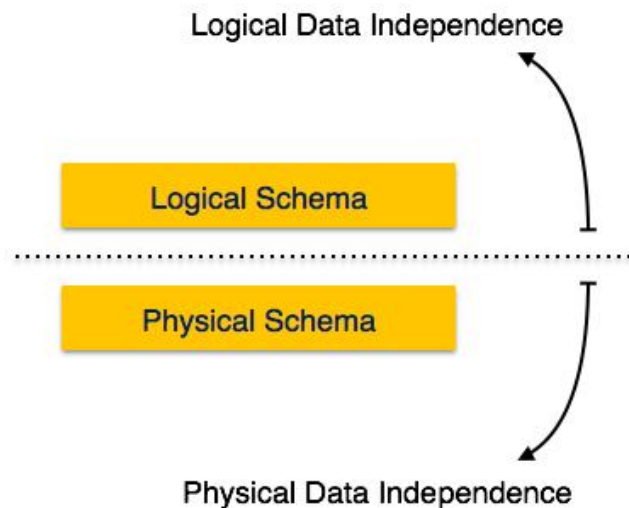 Logical Data Independence
Logical Schema
Physical Schema
Physical Data Independence